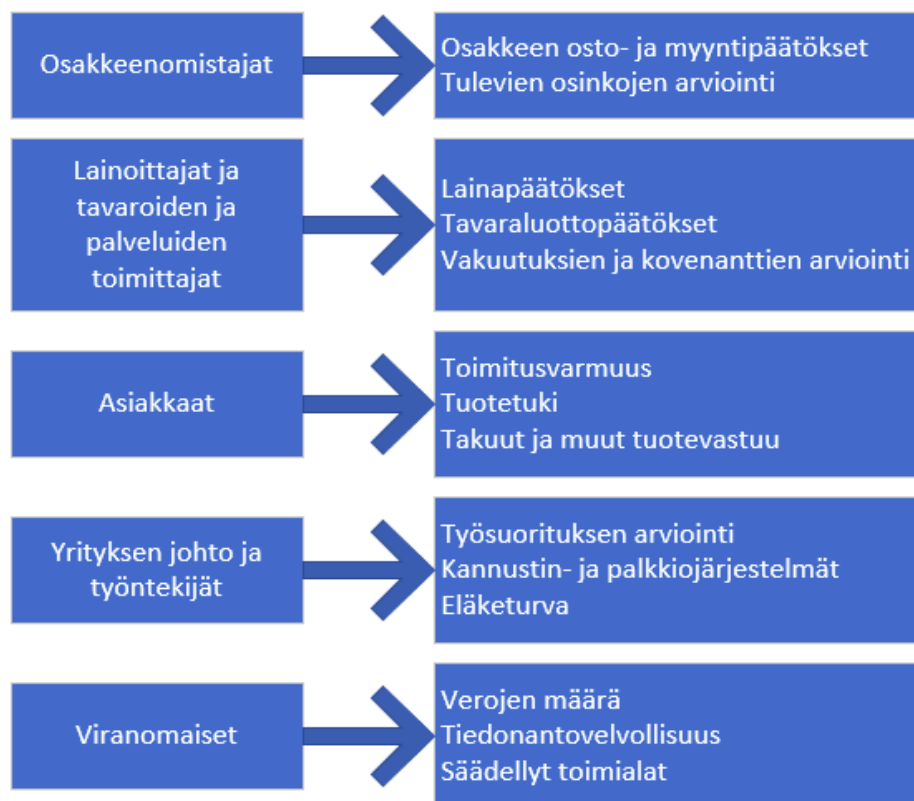 Osakkeenomistajat
Osakkeen osto- ja myyntipäätökset
Tulevien osinkojen arviointi
Lainoittajat ja
tavaroiden ja
palveluiden
toimittajat
Lainapäätökset
Tavaraluottopäätökset
Vakuutuksien ja kovenanttien arviointi
Asiakkaat
Toimitusvarmuus
Tuotetuki
Takuut ja muut tuotevastuu
Yrityksen johto ja
työntekijät
Työsuorituksen arviointi
Kannustin- ja palkkiojärjestelmät
Eläketurva
Viranomaiset
Verojen määrä
Tiedonantovelvollisuus
Säädellyt toimialat